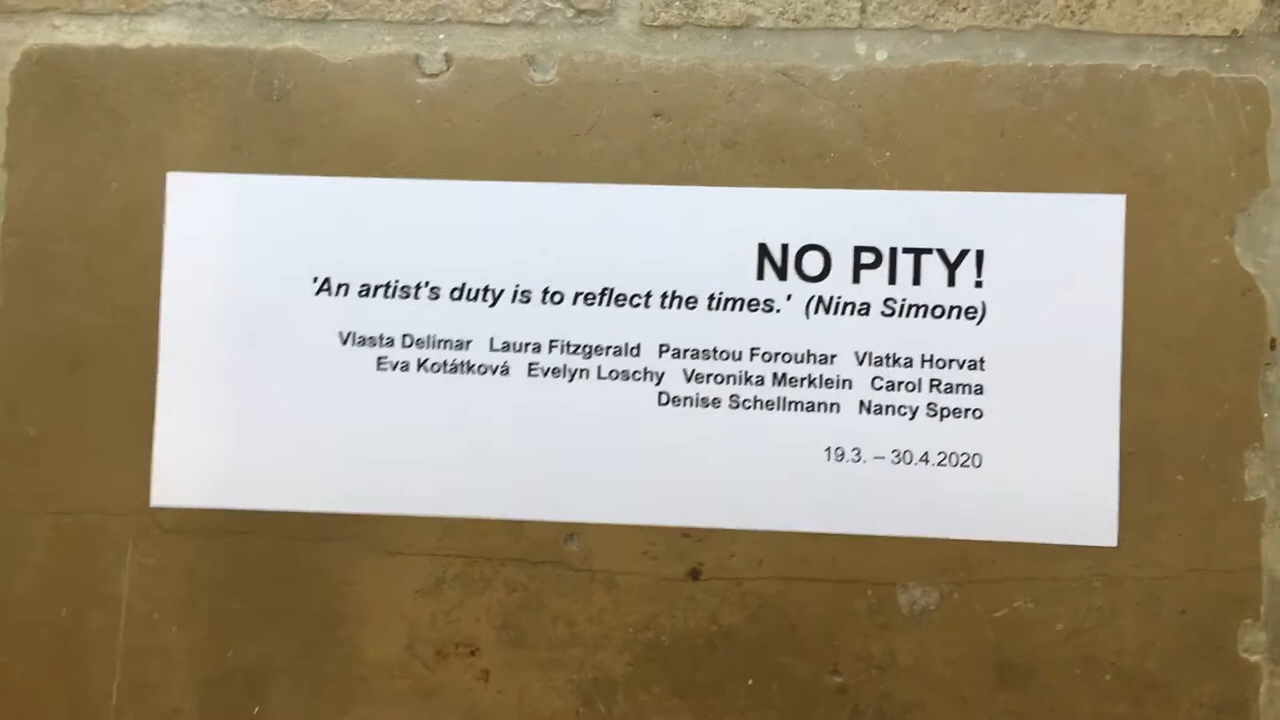 NO PITY!
'An artist's duty is to reflect the times.' (Nina Simone)
Vlasta Delimar Laura Fitzgerald Parastou Forouhar Vlatka Horvat
Eva Kotátková Evelyn Loschy Veronika Merklein Carol Rama
Denise Schellmann Nancy Spero
19.3. – 30.4.2020